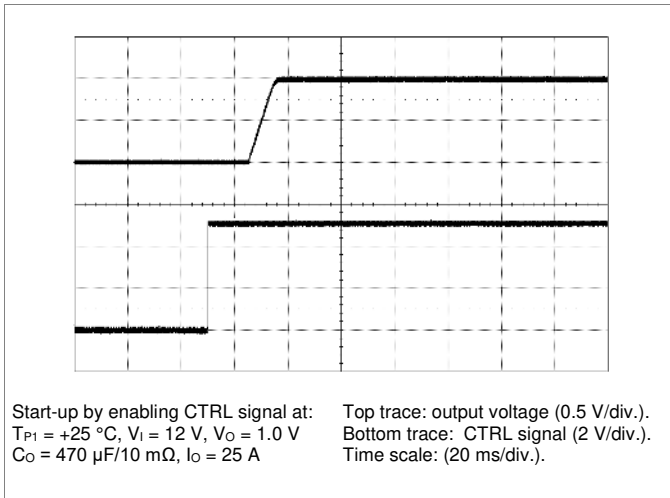 Start-up by enabling CTRL signal at:
TP1 = +25 °C, VI = 12 V, VO = 1.0 V
CO = 470 µF/10 mΩ, IO = 25 A
Top trace: output voltage (0.5 V/div.).
Bottom trace: CTRL signal (2 V/div.).
Time scale: (20 ms/div.).